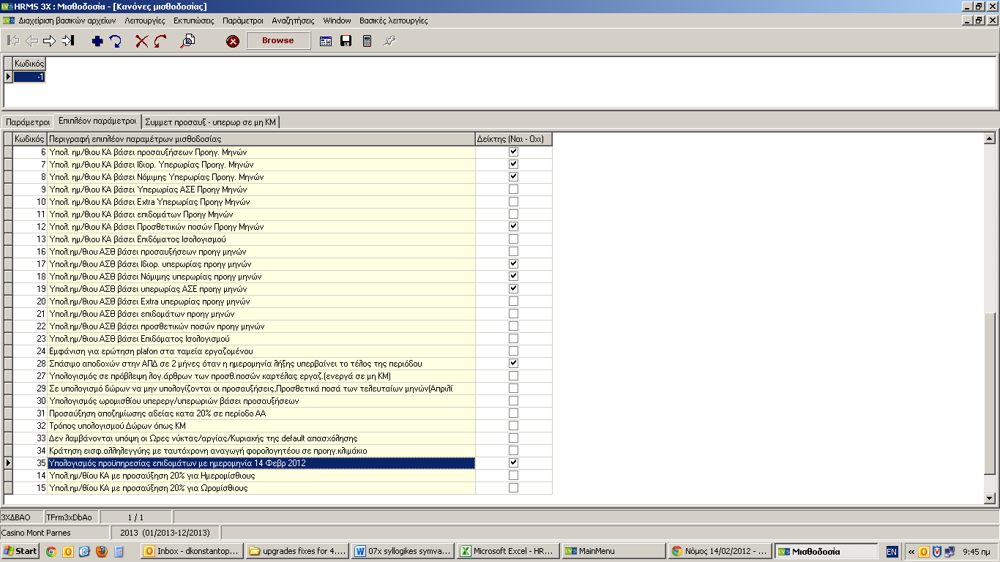 HRMS 3X : Μισθοδοσία - [Κανόνες μισθοδοσίας]
Διαχείριση βασικών αρχείων Λειτουργίες Εκτυπώσεις Παράμετροι Αναζητήσεις Window Βασικές λειτουργίες
Browse
Κωδικός
-1
Παράμετροι Επιπλέον παράμετροι Συμμετ προσαυξ - υπερωρ σε μη ΚΜ
Κωδικός Περιγραφή επιπλέον παραμέτρων μισθοδοσίας Δείκτης (Ναι - Οχι)
6 Υπολ. ημ/θιου ΚΑ βάσει προσαυξήσεων Προηγ. Μηνών
7 Υπολ. ημ/θιου ΚΑ βάσει Ιδιορ. Υπερωρίας Προηγ. Μηνών
8 Υπολ. ημ/θιου ΚΑ βάσει Νόμιμης Υπερωρίας Προηγ. Μηνών
9 Υπολ. ημ/θιου ΚΑ βάσει Υπερωρίας ΑΣΕ Προηγ Μηνών
10 Υπολ. ημ/θιου ΚΑ βάσει Extra Υπερωρίας Προηγ Μηνών
11 Υπολ. ημ/θιου ΚΑ βάσει επιδομάτων Προηγ Μηνών
12 Υπολ. ημ/θιου ΚΑ βάσει Προσθετικών ποσών Προηγ Μηνών
13 Υπολ. ημ/θιου ΚΑ βάσει Επιδόματος Ισολογισμού
16 Υπολ.ημ/θιου ΑΣΘ βάσει προσαυξήσεων προηγ μηνών
17 Υπολ.ημ/θιου ΑΣΘ βάσει Ιδιορ. υπερωρίας προηγ μηνών
18 Υπολ.ημ/θιου ΑΣΘ βάσει Νόμιμης υπερωρίας προηγ μηνών
19 Υπολ.ημ/θιου ΑΣΘ βάσει υπερωρίας ΑΣΕ προηγ μηνών
20 Υπολ.ημ/θιου ΑΣΘ βάσει Extra υπερωρίας προηγ μηνών
21 Υπολ.ημ/θιου ΑΣΘ βάσει επιδομάτων προηγ μηνών
22 Υπολ.ημ/θιου ΑΣΘ βάσει προσθετικών ποσών προηγ μηνών
23 Υπολ.ημ/θιου ΑΣΘ βάσει Επιδόματος Ισολογισμού
24 Εμφάνιση για ερώτηση plafon στα ταμεία εργαζομένου
28 Σπάσιμο αποδοχών στην ΑΠΔ σε 2 μήνες όταν η ημερομηνία λήξης υπερβαίνει το τέλος της περιόδου
27 Υπολογισμός σε πρόβλεψη λογ.άρθρων των προσθ.ποσών καρτέλας εργαζ.(ενεργά σε μη ΚΜ)
29 Σε υπολογισμό δώρων να μην υπολογίζονται οι προσαυξήσεις,Προσθετικά ποσά των τελευταίων μηνών(Απριλί
30 Υπολογισμός ωρομισθίου υπερεργ/υπερωριών βάσει προσαυξήσεων
31 Προσαύξηση αποζημίωσης αδείας κατα 20% σε περίοδο ΑΑ
32 Τρόπος υπολογισμού Δώρων όπως ΚΜ
33 Δεν λαμβάνονται υπόψη οι Ωρες νύκτας/αργίας/Κυριακής της default απασχόλησης
34 Κράτηση εισφ.αλληλεγγύης με ταυτόχρονη αναγωγή φορολογητέου σε προηγ.κλιμάκιο
35 Υπολογισμός προϋπηρεσίας επιδομάτων με ημερομηνία 14 Φεβρ 2012
14 Υπολ.ημ/θίου ΚΑ με προσαύξηση 20% για Ημερομίσθιους
15 Υπολ.ημ/θίου ΚΑ με προσαύξηση 20% για Ωρομίσθιους
3ΧΔΒΑΟ TFrm3xDbAo 1 / 1
Casino Mont Parnes 2013 (01/2013-12/2013)
Start Inbox - dkonstantop... upgrades fixes for 4.... 07x syllogikes symva... Microsoft Excel - HR... MainMenu Νόμος 14/02/2012 - ... Μισθοδοσία EN 9:45 πμ